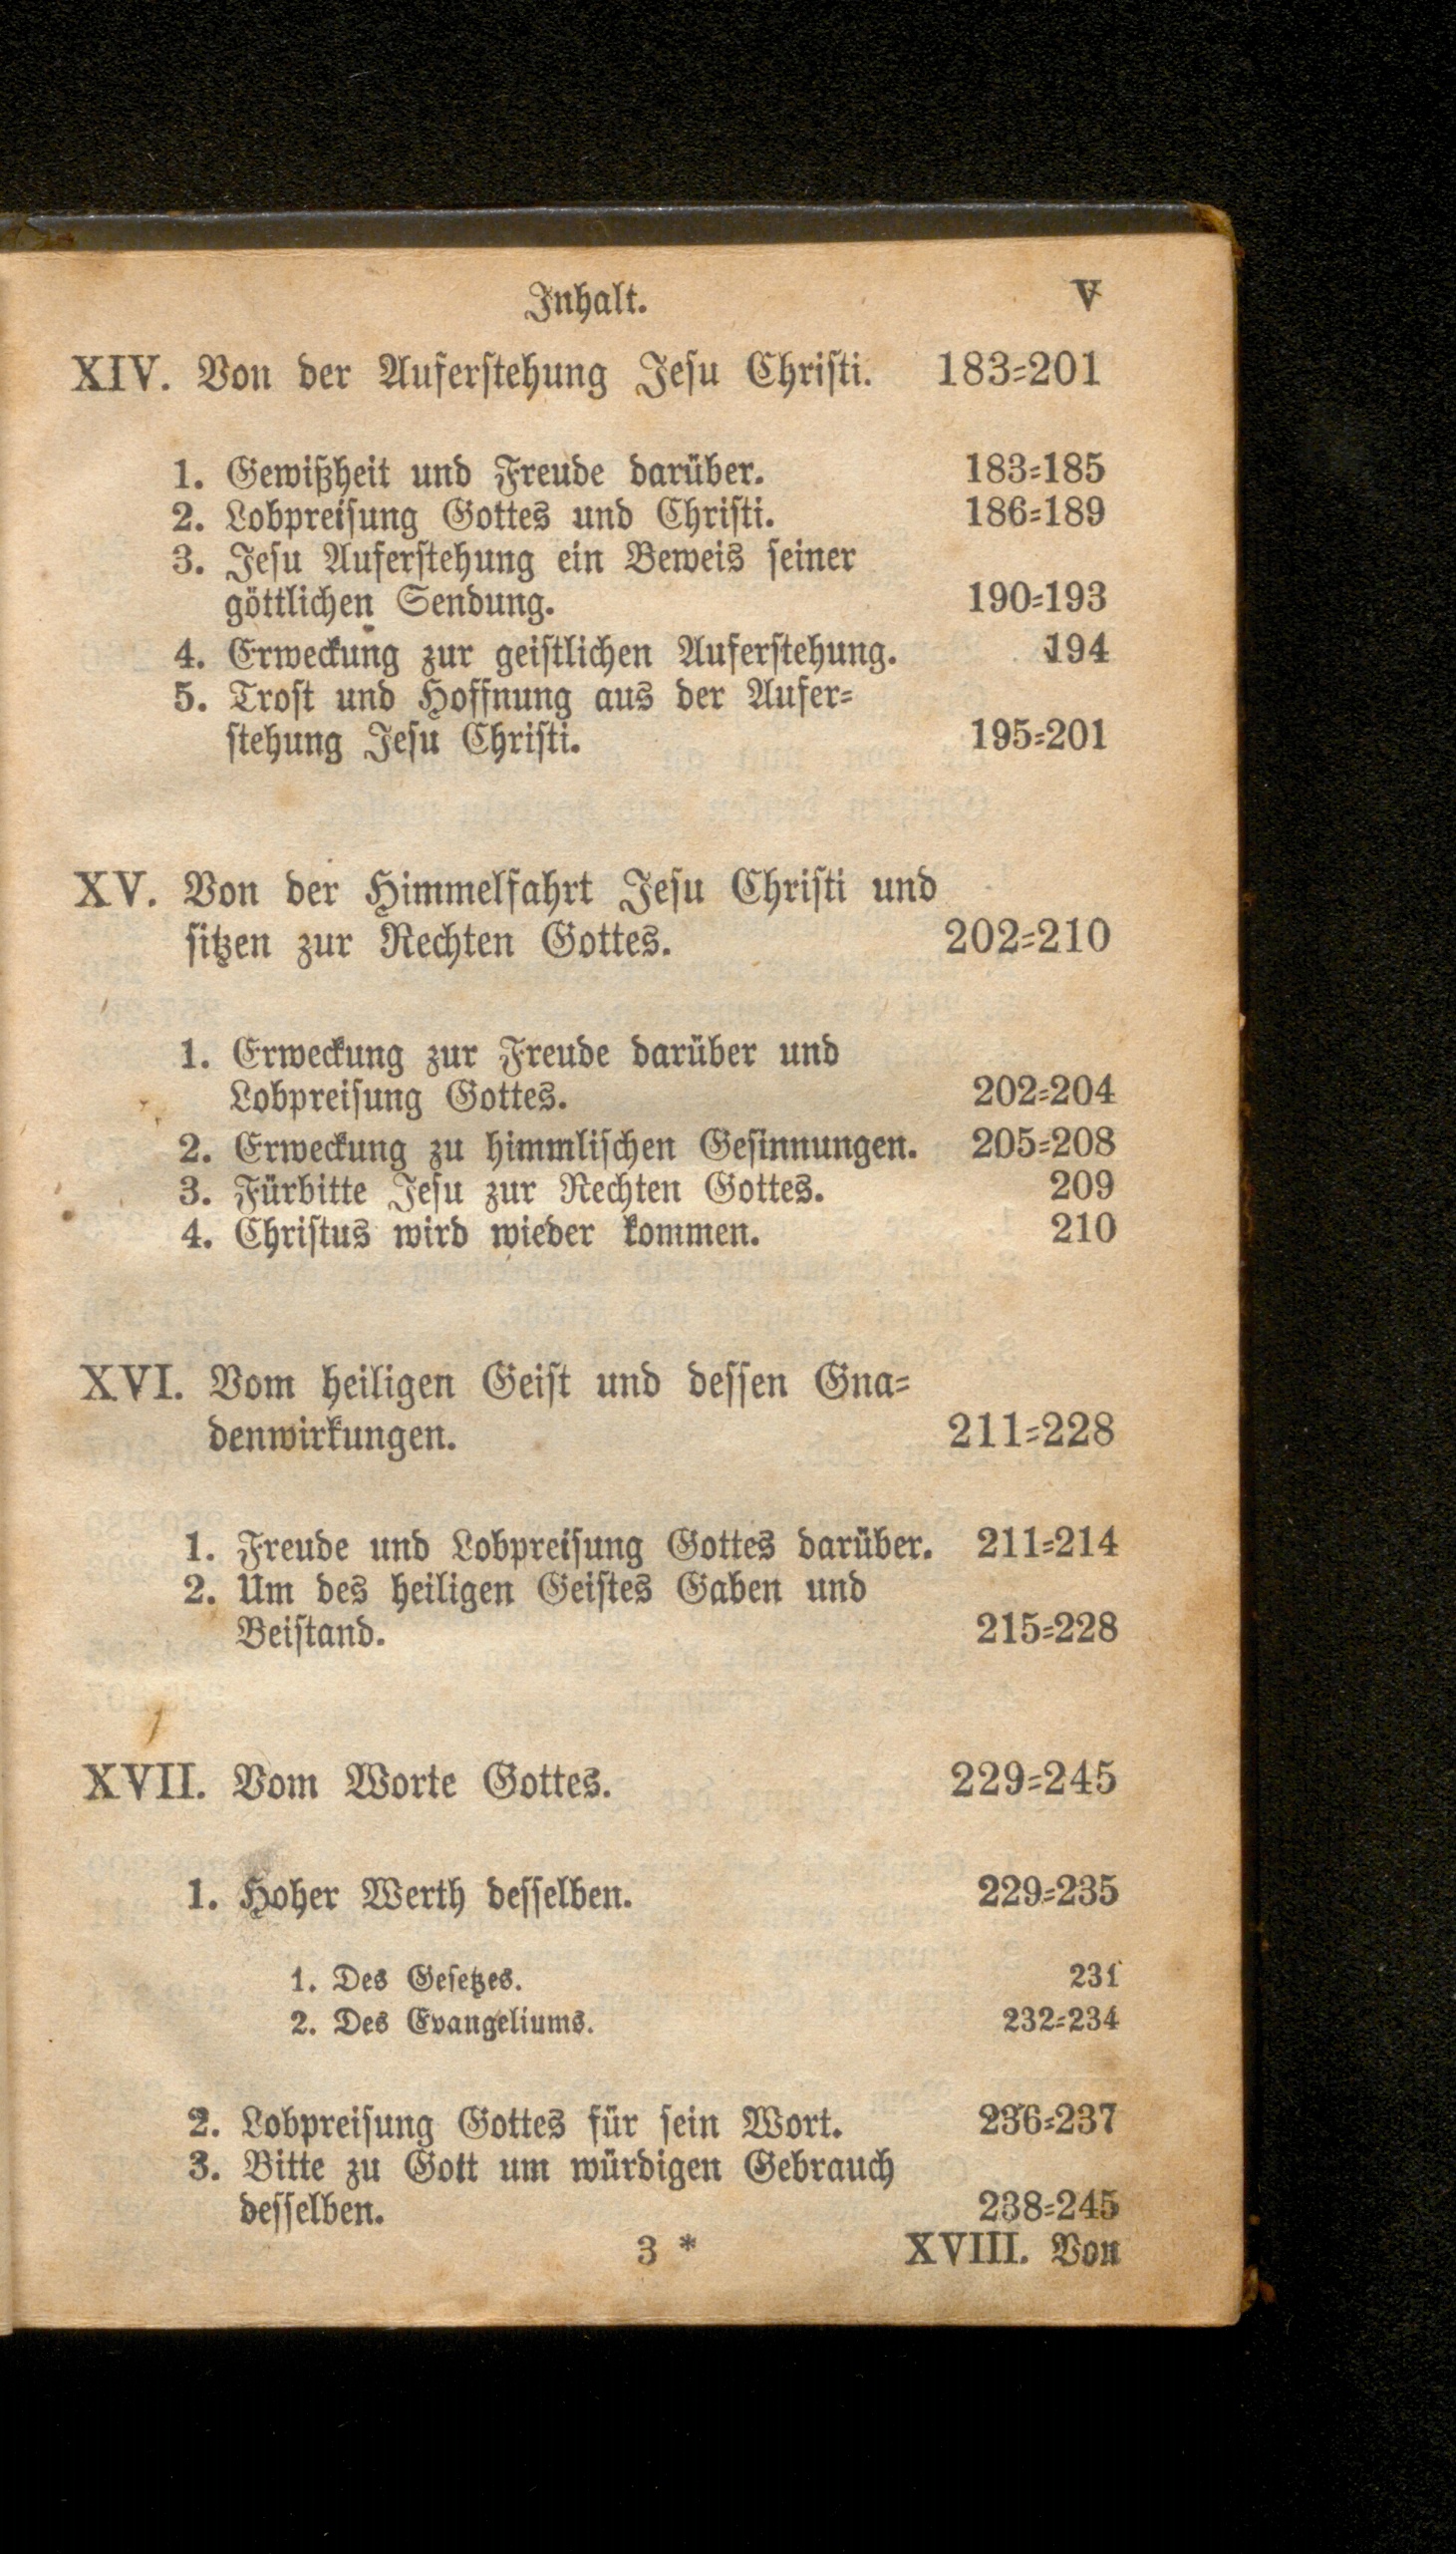 Inhalt. V
XIV. Von der Auferstehung Jesu Christi. 183=201
1. Gewißheit und Freude darüber. 183=185
2. Lobpreisung Gottes und Christi. 186=189
3. Jesu Auferstehung ein Beweis seiner
göttlichen Sendung. 190=193
4. Erweckung zur geistlichen Auferstehung. 194
5. Trost und Hoffnung aus der Aufer=
stehung Jesu Christi. 195=201
XV. Von der Himmelfahrt Jesu Christi und
sitzen zur Rechten Gottes. 202=210
1. Erweckung zur Freude darüber und
Lobpreisung Gottes. 202=204
2. Erweckung zu himmlischen Gesinnungen. 205=208
3. Fürbitte Jesu zur Rechten Gottes. 209
4. Christus wird wieder kommen. 210
XVI. Vom heiligen Geist und dessen Gna=
denwirkungen. 211=228
1. Freude und Lobpreisung Gottes darüber. 211=214
2. Um des heiligen Geistes Gaben und
Beistand. 215=228
XVII. Vom Worte Gottes. 229=245
1. Hoher Werth desselben. 229=235
1. Des Gesetzes. 231
2. Des Evangeliums. 232=234
2. Lobpreisung Gottes für sein Wort. 236=237
3. Bitte zu Gott um würdigen Gebrauch
desselben. 238=245
3 * XVIII. Von